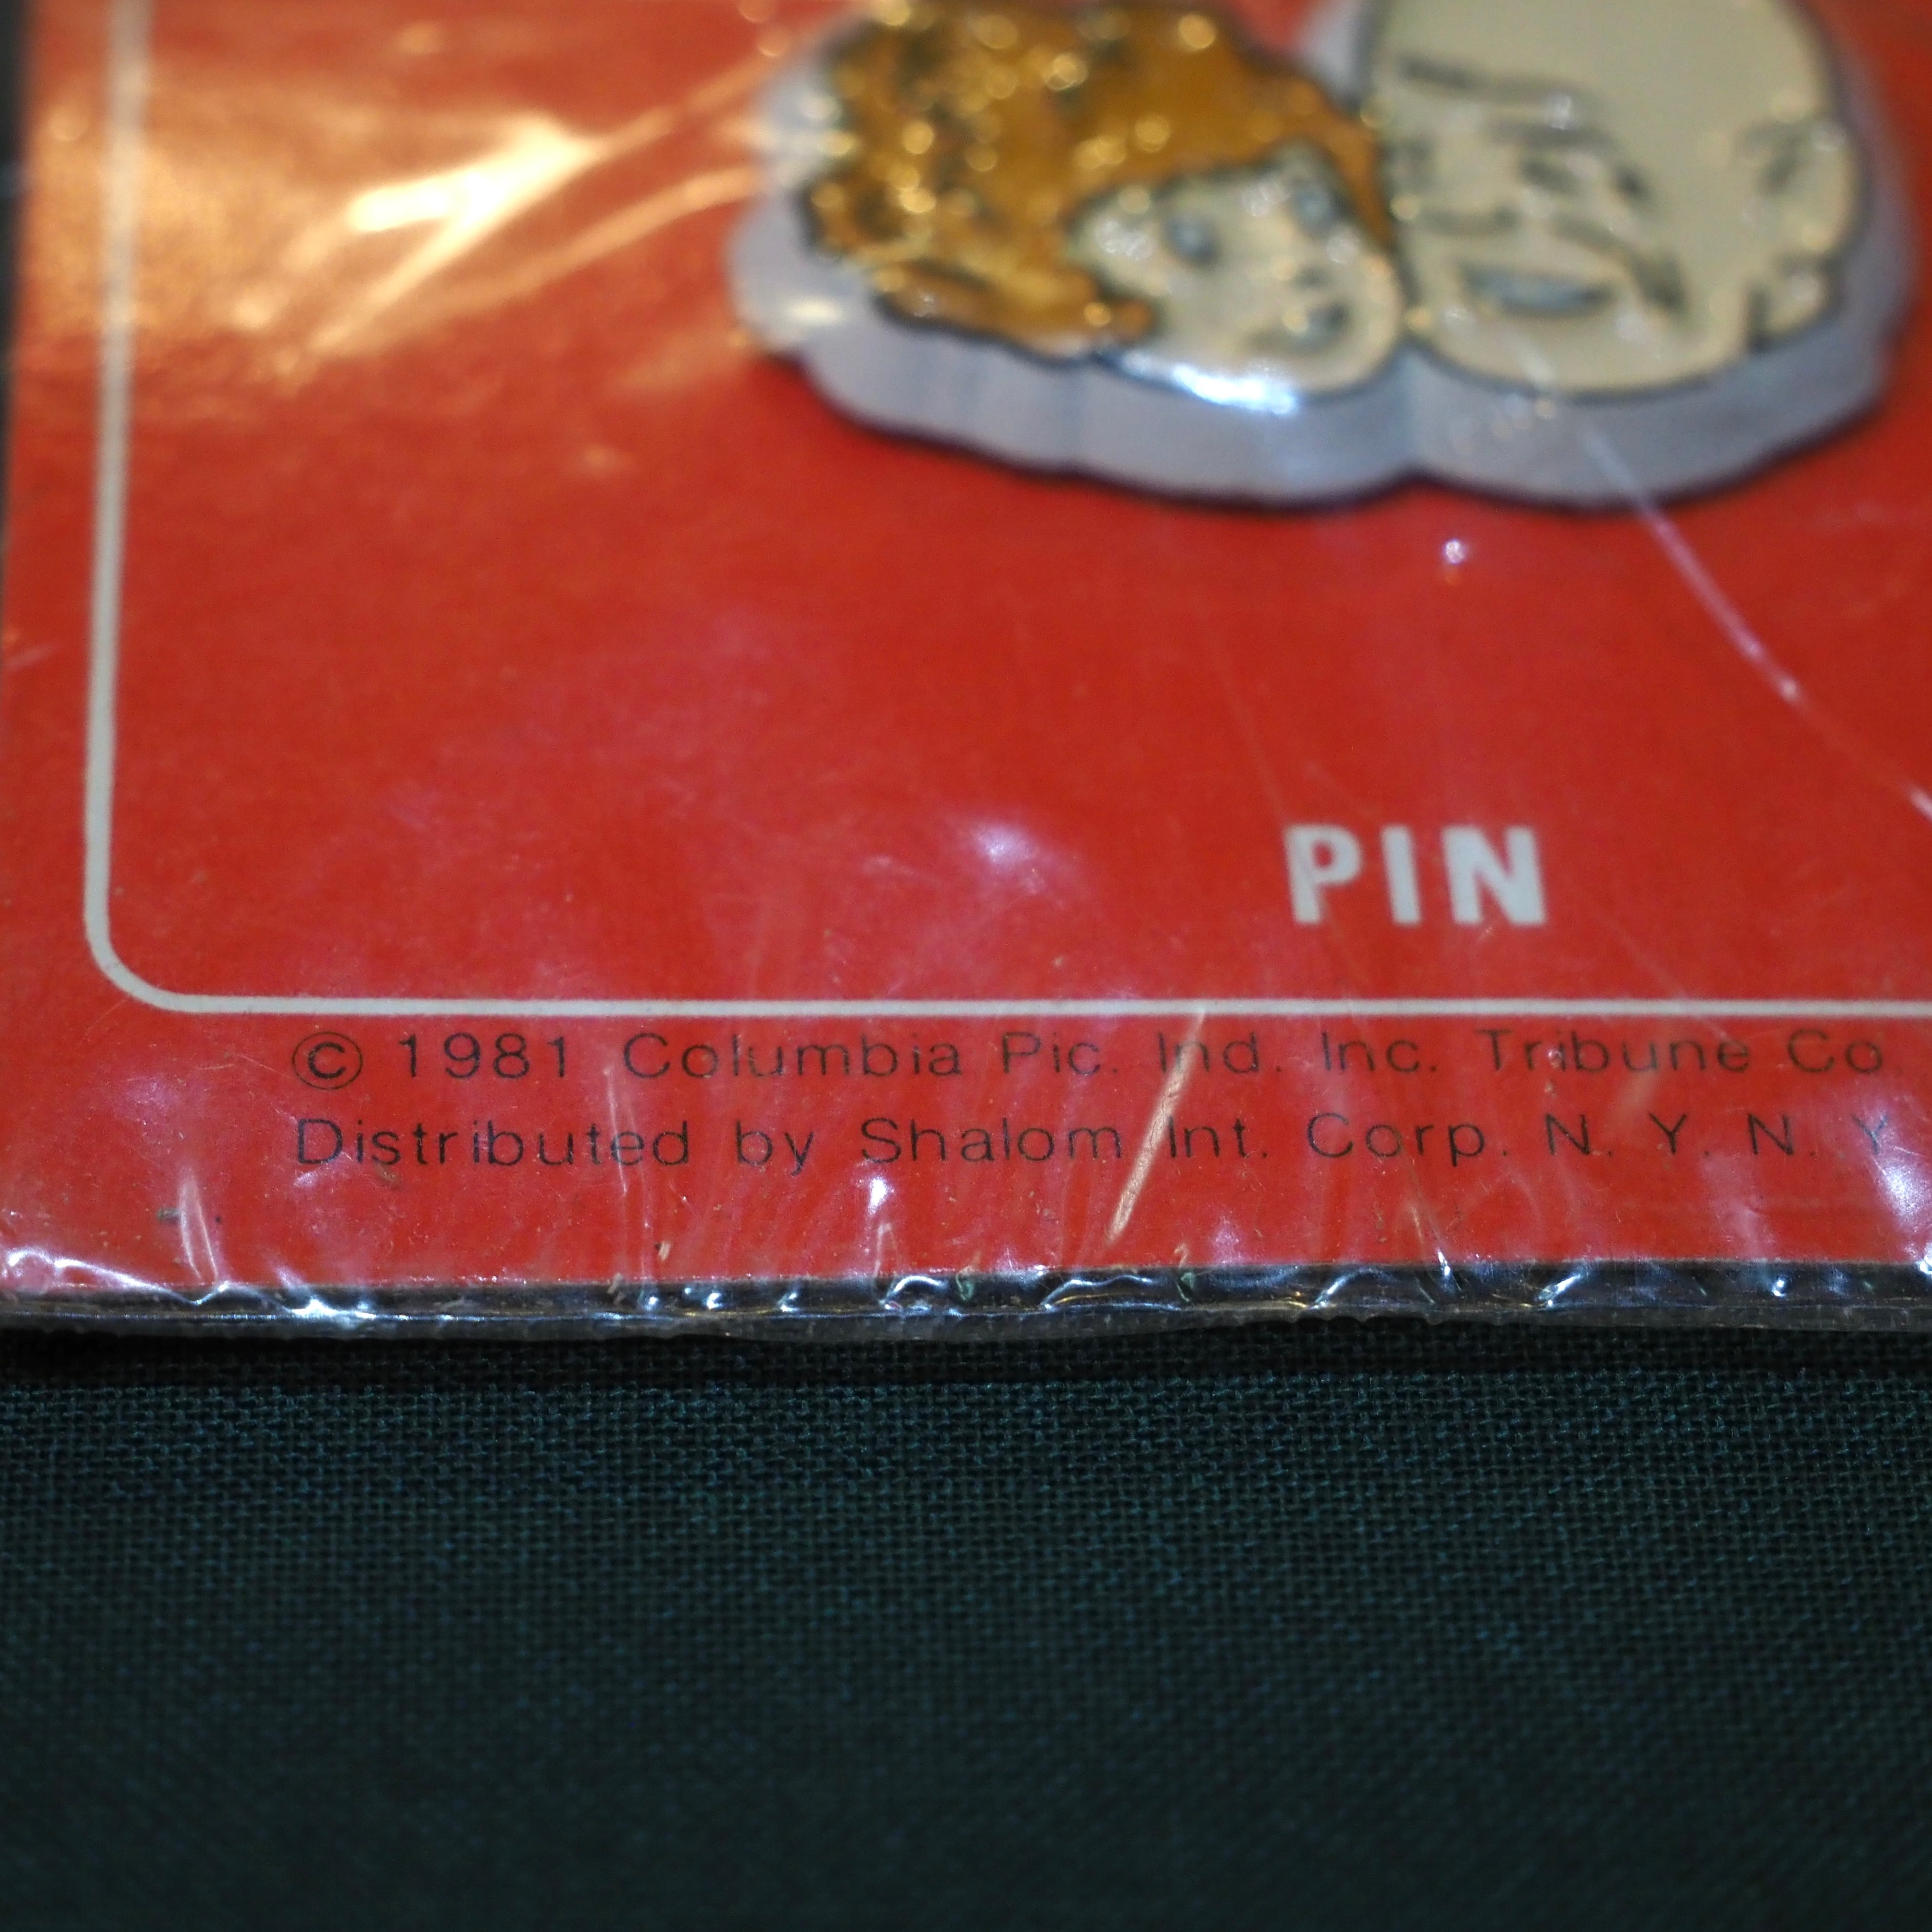 PIN
© 1981 Columbia Pic. Ind. Inc. Tribune Co.
Distributed by Shalom Int. Corp. N. Y. N. Y